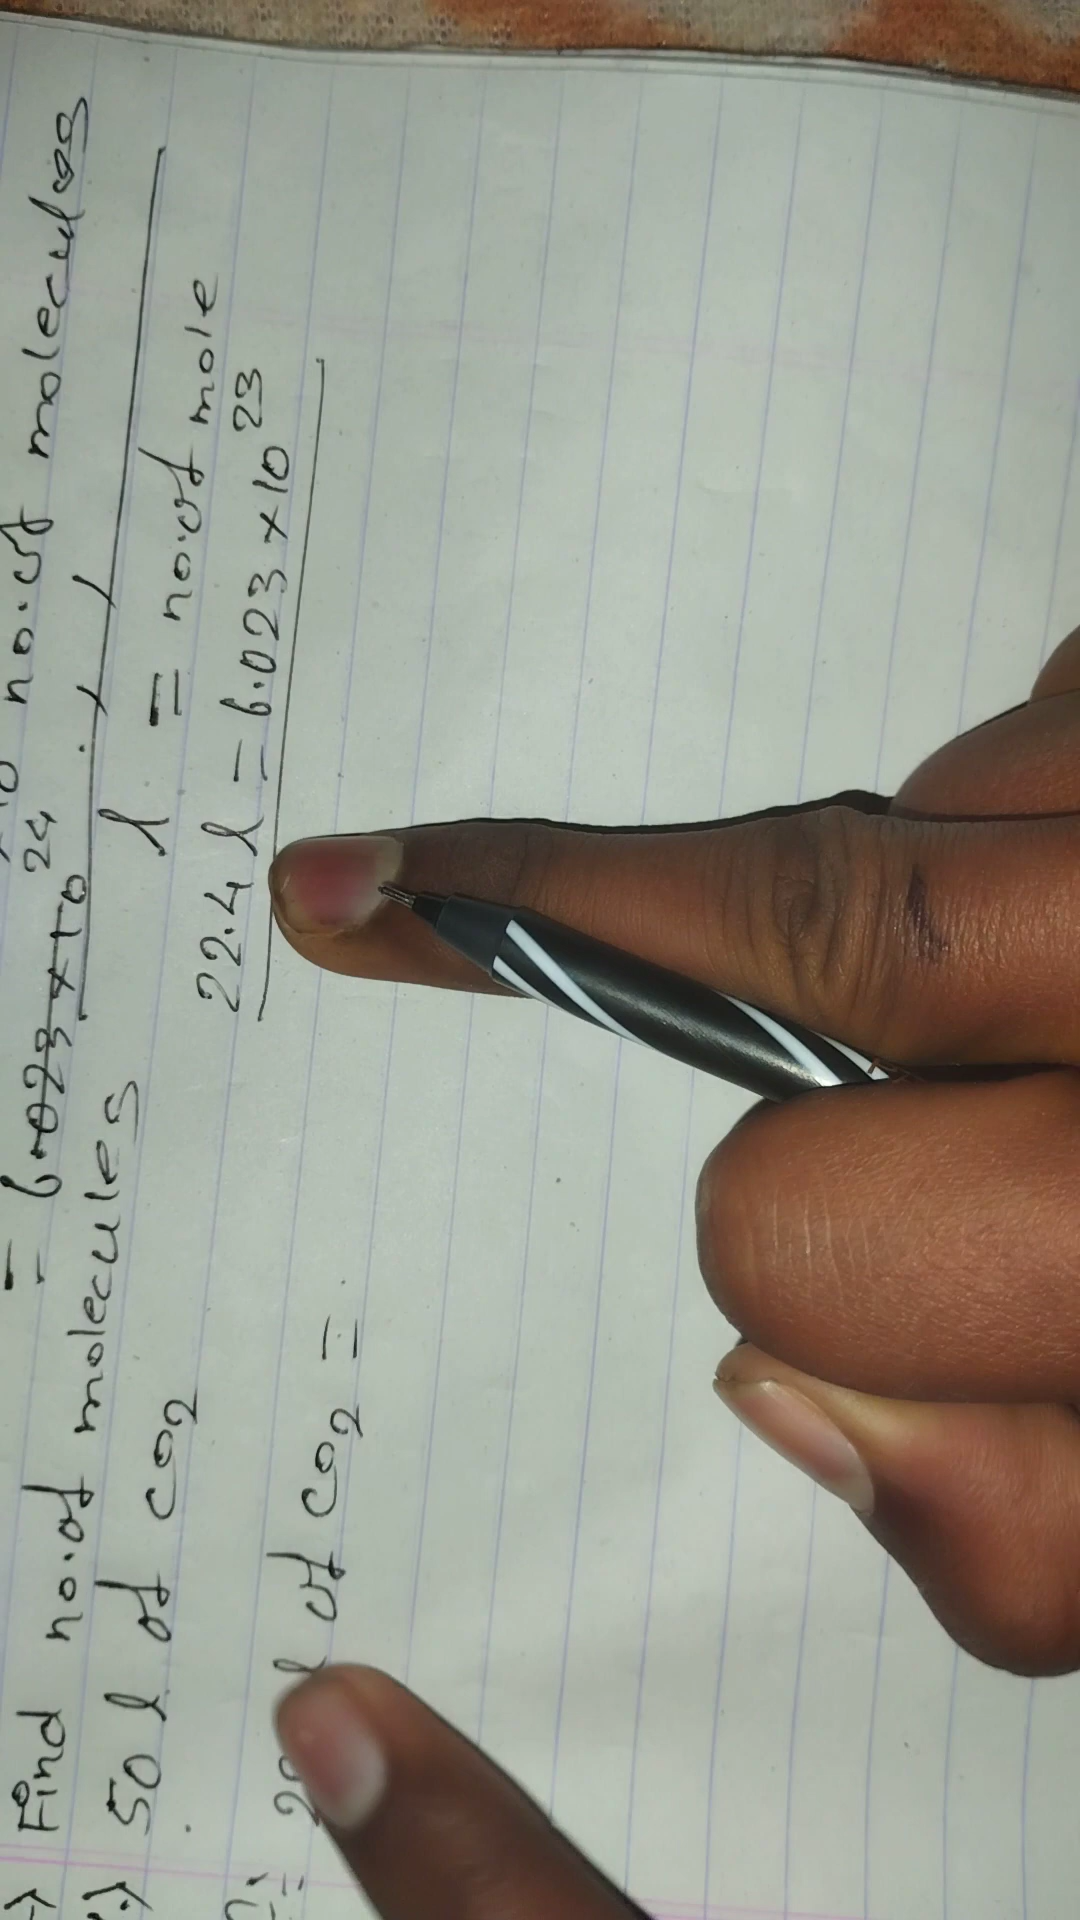 no. of molecules
= 6.023 × 10 24
Find no. of molecules
50 l of CO2
l = no. of mole
22.4 l = 6.023 × 10 23
l of CO2 =